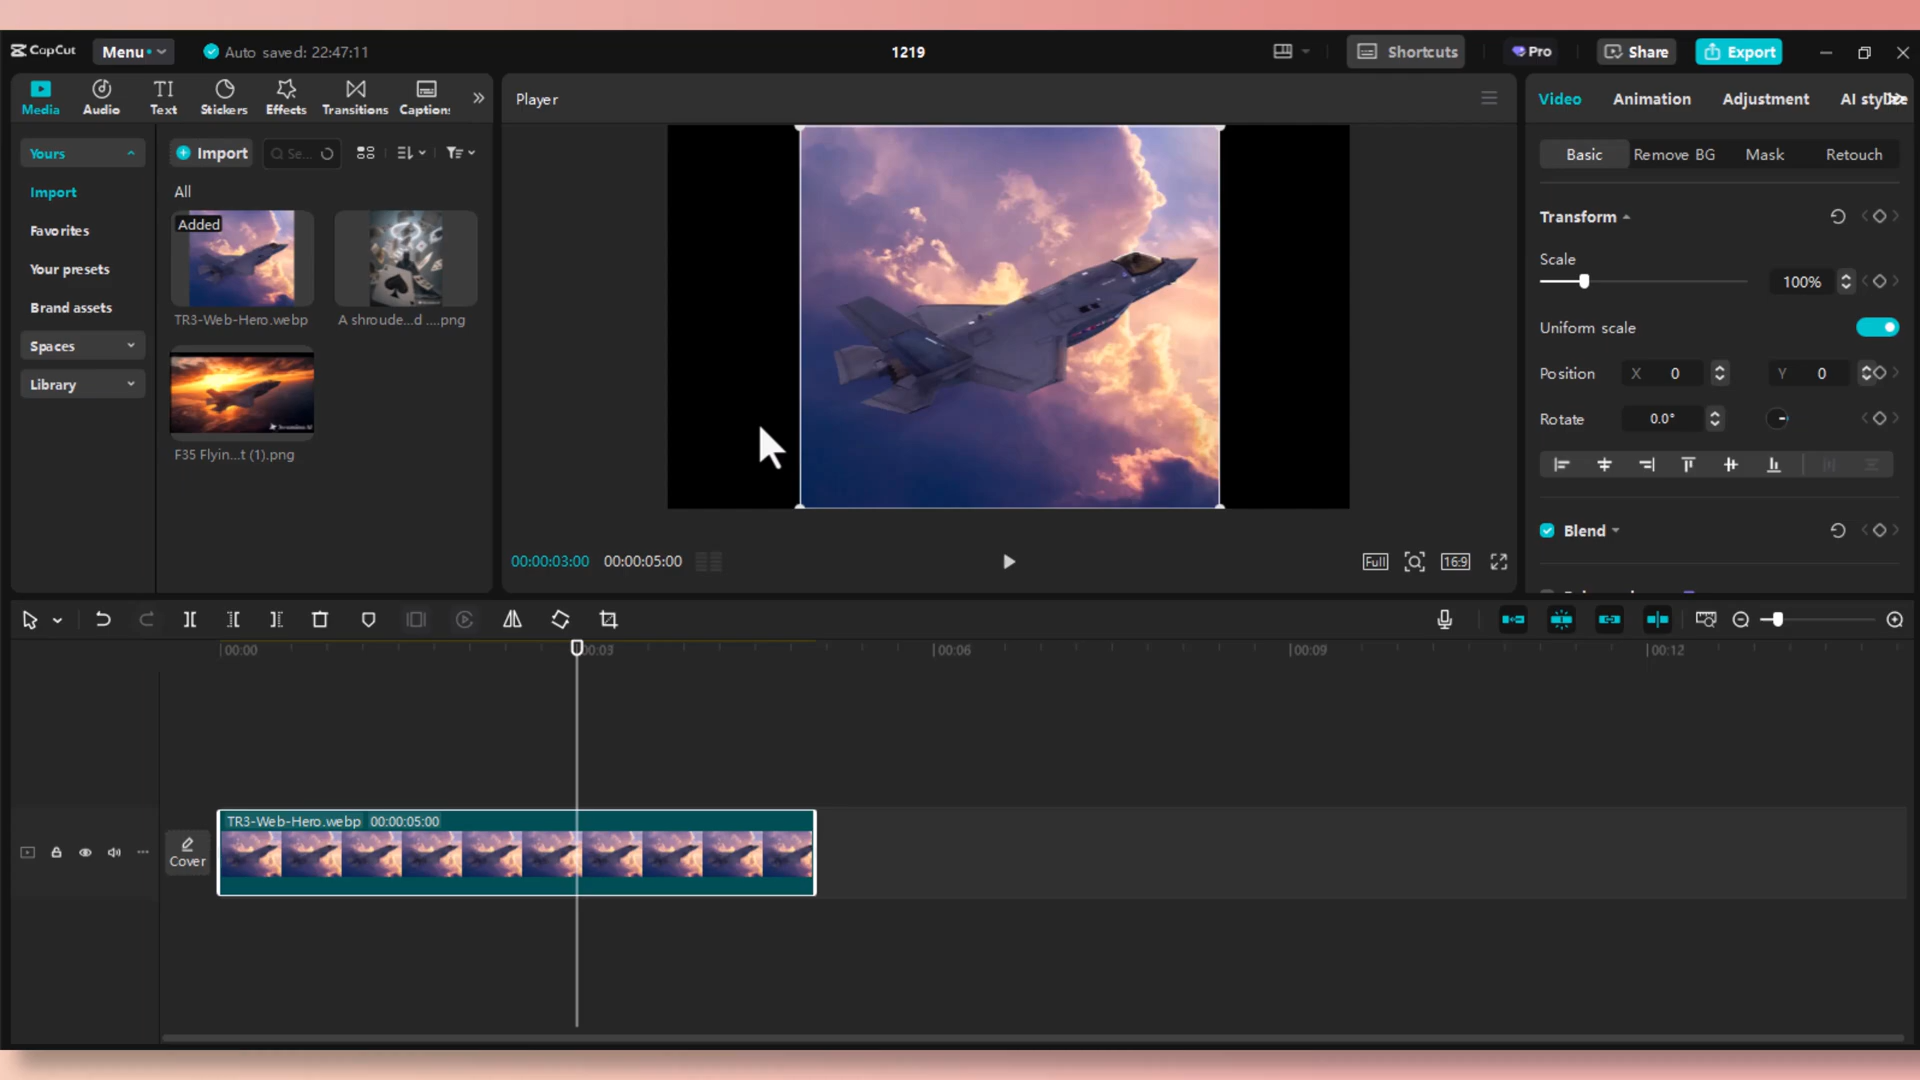 CapCut
Menu
Auto saved: 22:47:11
1219
Shortcuts
Pro
Share
Export
Media
Audio
Text
Stickers
Effects
Transitions
Caption:
Player
Video
Animation
Adjustment
AI
Yours
Import
Se...
Basic
Remove BG
Mask
Retouch
Import
All
Favorites
Your presets
Brand assets
Spaces
Library
Added
TR3-Web-Hero.webp
A shroude...d ....png
F35 Flyin...t (1).png
Transform
Scale
100%
Uniform scale
Position
X 0
Y 0
Rotate
0.0°
Blend
00:00:03:00
00:00:05:00
Full
16:9
00:00
00:03
00:06
00:09
00:12
TR3-Web-Hero.webp 00:00:05:00
Cover